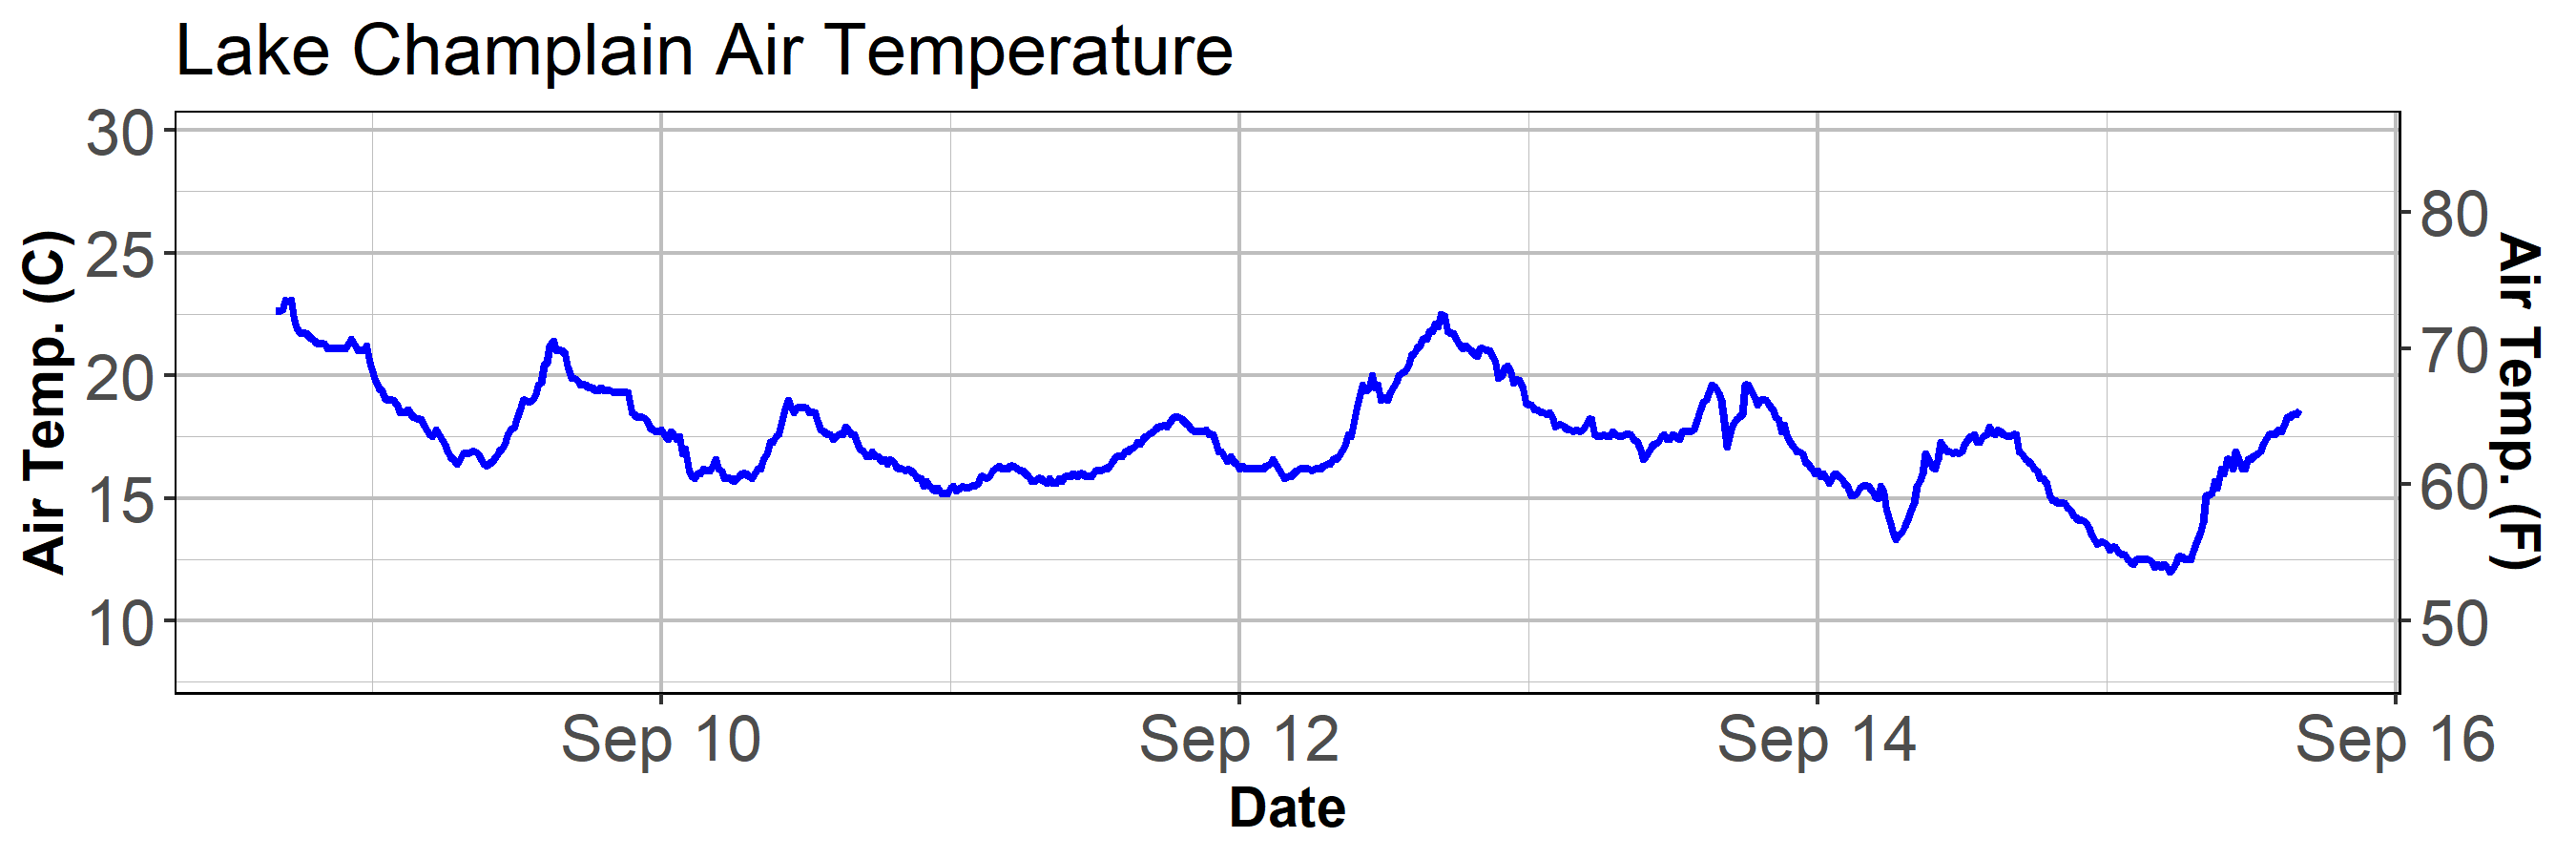 Lake Champlain Air Temperature
30
25
20
15
10
Air Temp. (C)
80
70
60
50
Air Temp. (F)
Sep 10
Sep 12
Sep 14
Sep 16
Date